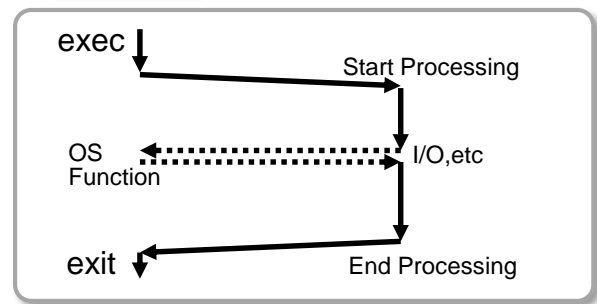 exec
Start Processing
OS
Function
I/O,etc
exit
End Processing